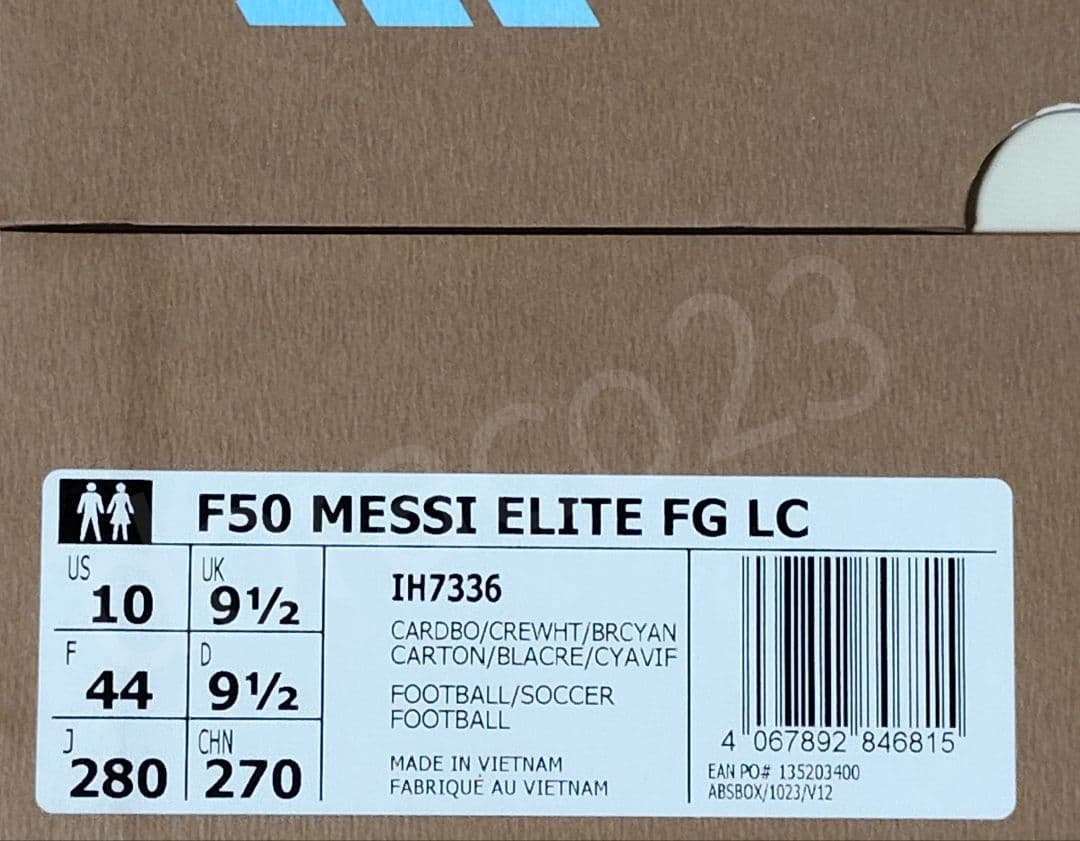 F50 MESSI ELITE FG LC
US
10
UK
9½
F
44
D
9½
J
280
CHN
270
IH7336
CARDBO/CREWHT/BRCYAN
CARTON/BLACRE/CYAVIF
FOOTBALL/SOCCER
FOOTBALL
MADE IN VIETNAM
FABRIQUÉ AU VIETNAM
4 067892 846815
EAN PO# 135203400
ABSBOX/1023/V12